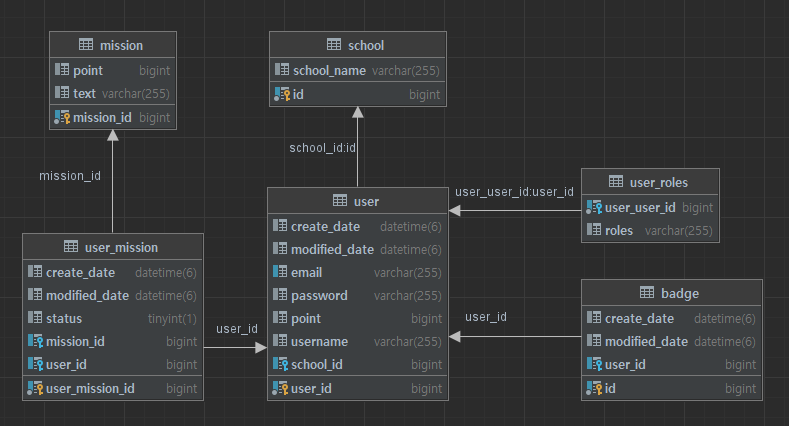 mission
point bigint
text varchar(255)
mission_id bigint
school
school_name varchar(255)
id bigint
mission_id
school_id:id
user_user_id:user_id
user_roles
user_user_id bigint
roles varchar(255)
user
create_date datetime(6)
modified_date datetime(6)
email varchar(255)
password varchar(255)
point bigint
username varchar(255)
school_id bigint
user_id bigint
user_mission
create_date datetime(6)
modified_date datetime(6)
status tinyint(1)
mission_id bigint
user_id bigint
user_mission_id bigint
user_id
user_id
badge
create_date datetime(6)
modified_date datetime(6)
user_id bigint
id bigint